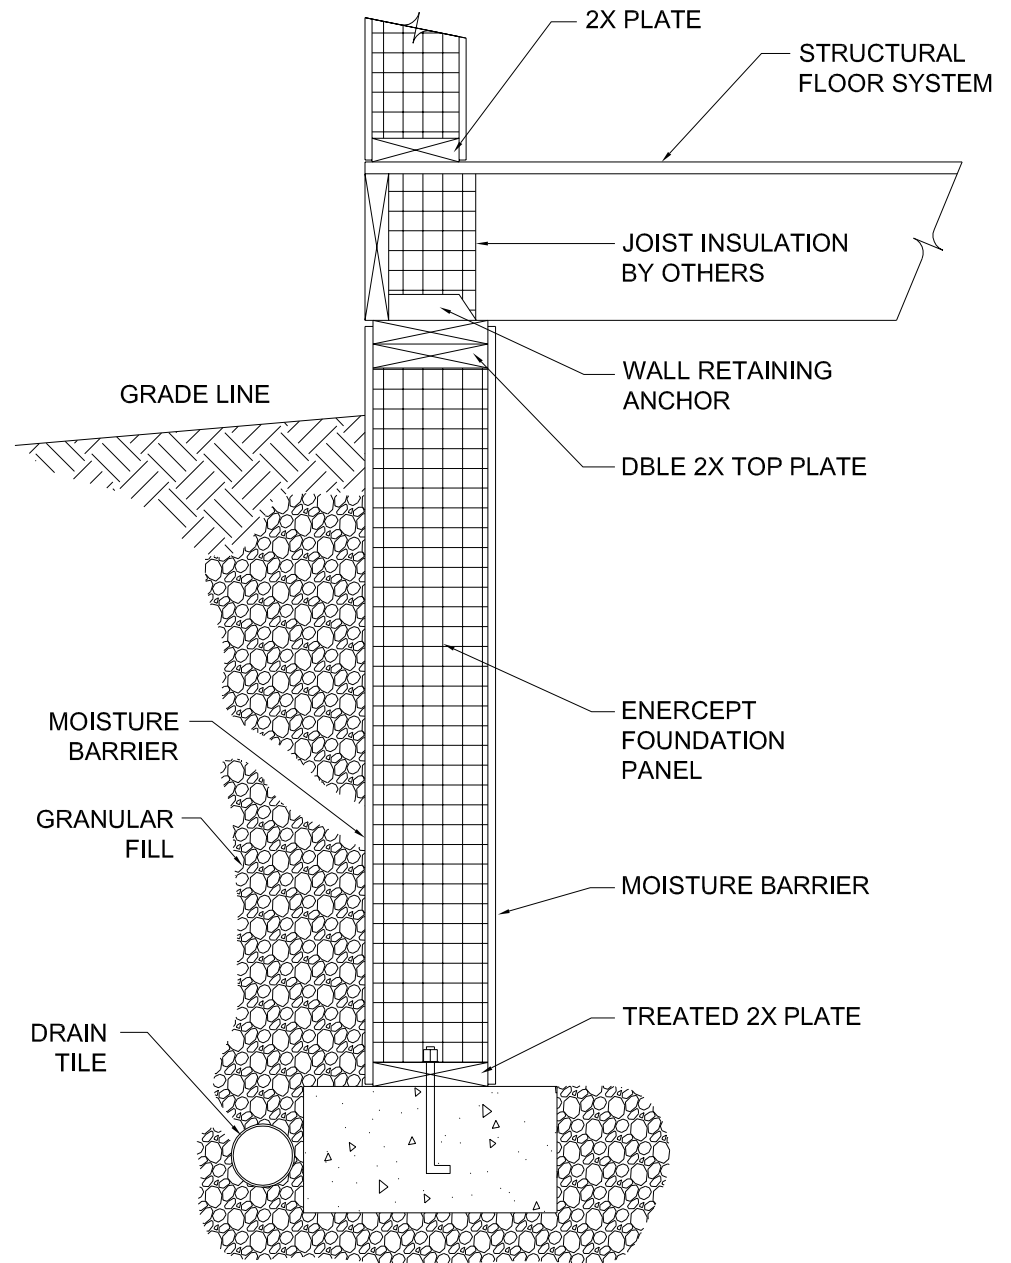 2X PLATE
STRUCTURAL
FLOOR SYSTEM
JOIST INSULATION
BY OTHERS
WALL RETAINING
ANCHOR
GRADE LINE
DBLE 2X TOP PLATE
ENERCEPT
FOUNDATION
PANEL
MOISTURE
BARRIER
GRANULAR
FILL
MOISTURE BARRIER
TREATED 2X PLATE
DRAIN
TILE